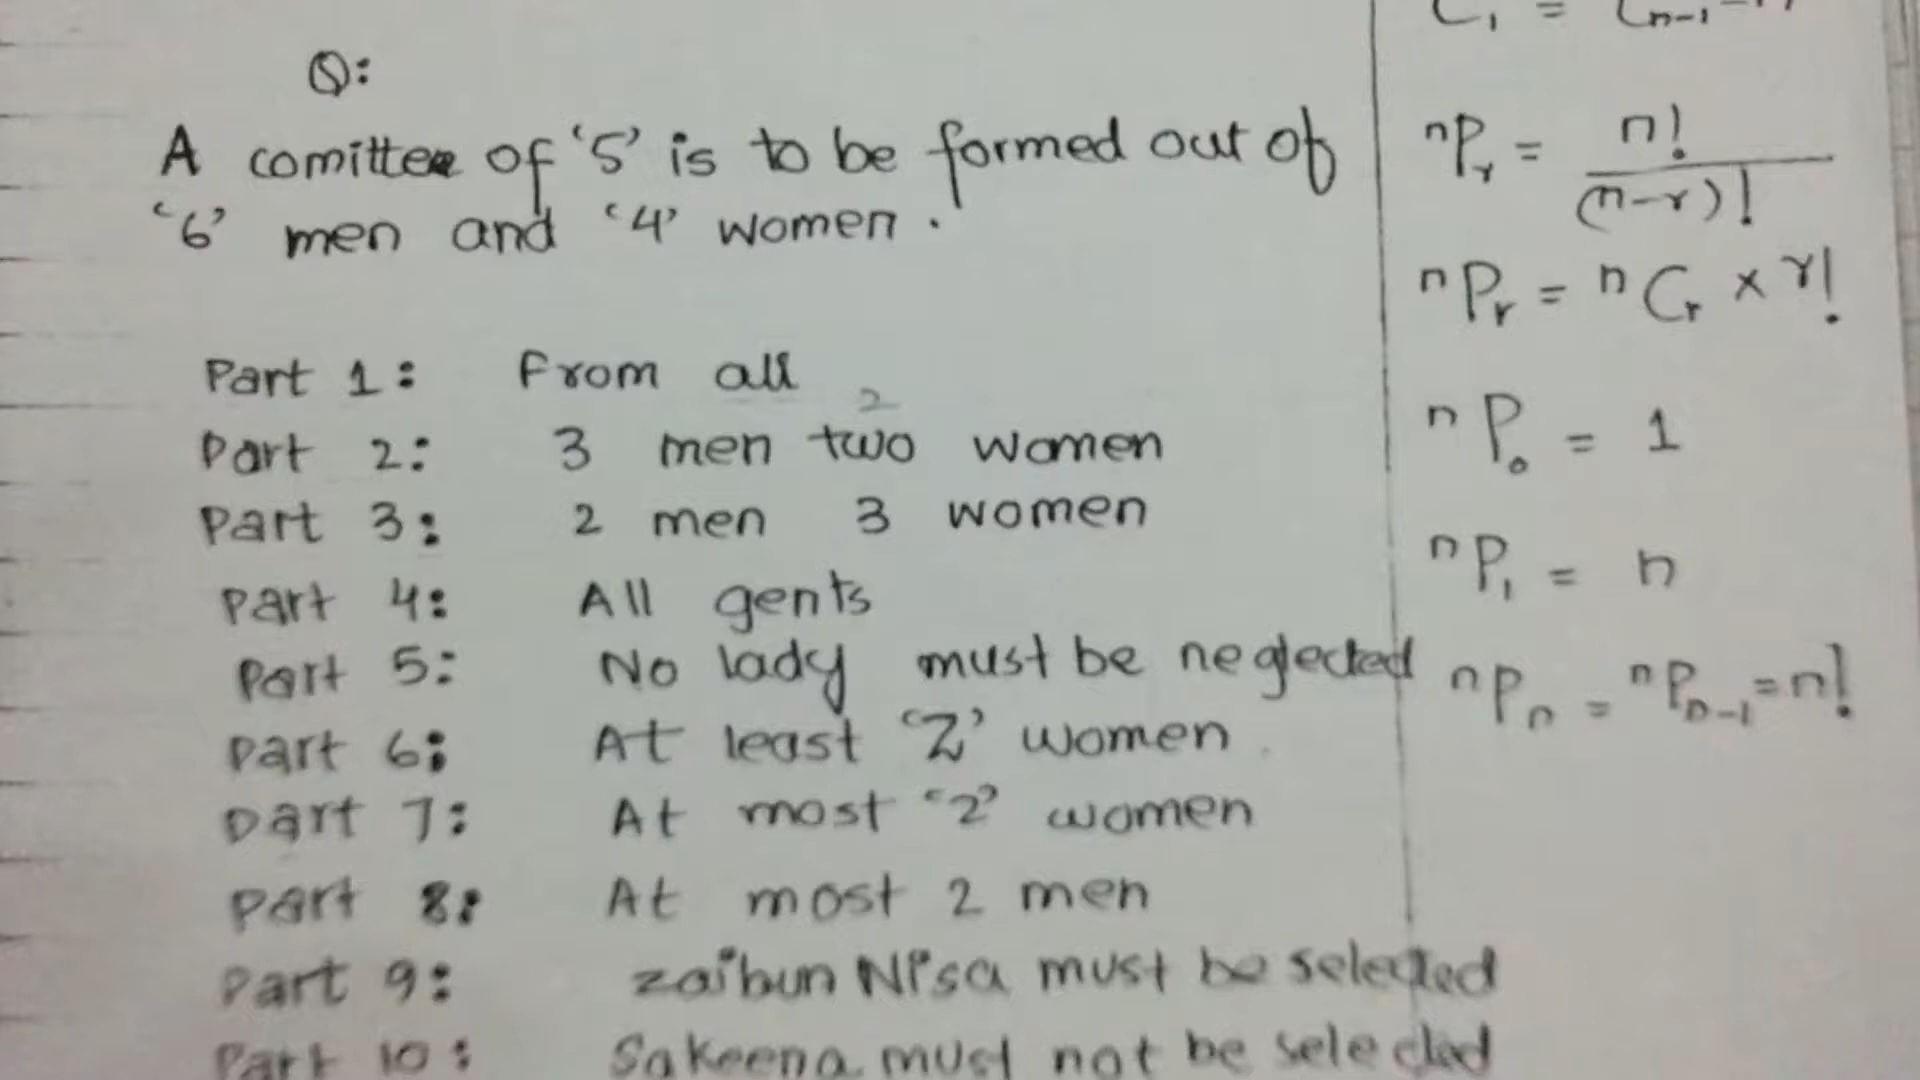 Q:
A comittee of '5' is to be formed out of
'6' men and '4' women.
Part 1: From all
2
Part 2: 3 men two women
Part 3: 2 men 3 women
Part 4: All gents
Part 5: No lady must be neglected
Part 6: At least '2' women
Part 7: At most '2' women
Part 8: At most 2 men
Part 9: zaibun Nisa must be selected
Part 10: Sakeena must not be selected
ⁿPᵣ = n! / (n-r)!
ⁿPᵣ = ⁿCᵣ × r!
ⁿP₀ = 1
ⁿP₁ = n
ⁿPₙ = ⁿPₙ₋₁ = n!